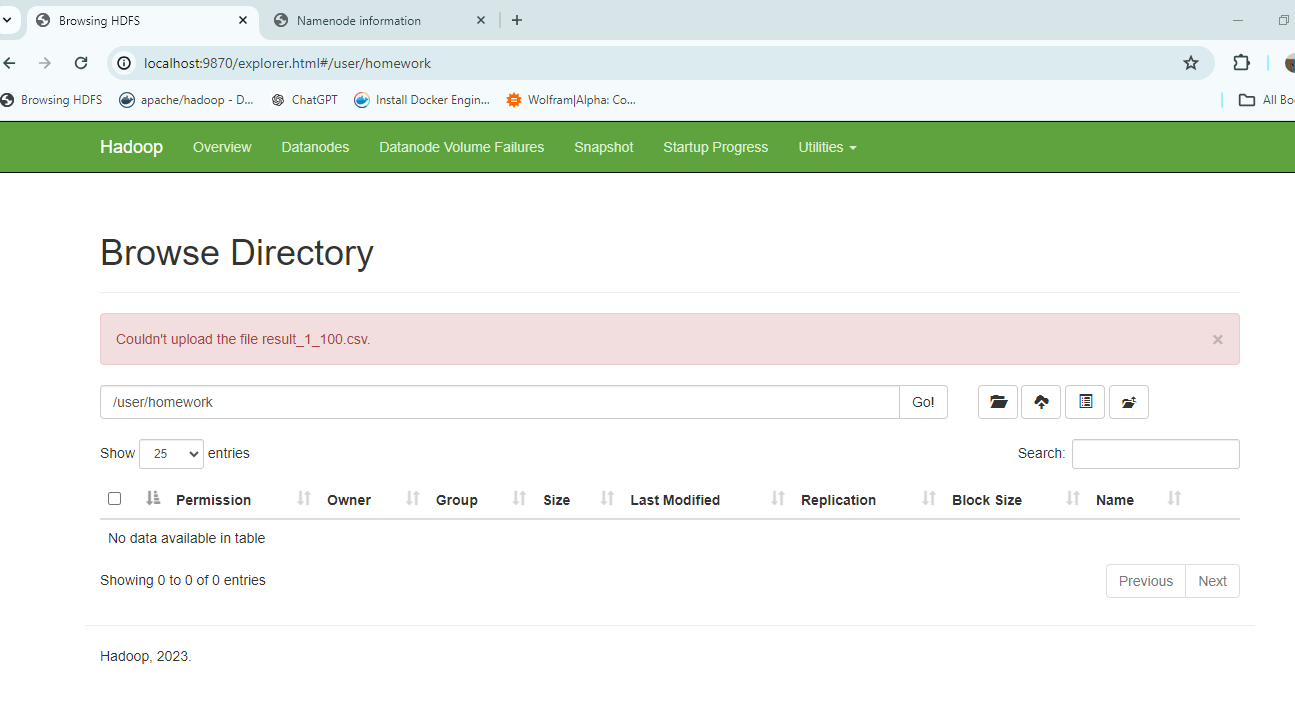 Browsing HDFS
Namenode information
localhost:9870/explorer.html#/user/homework
Browsing HDFS apache/hadoop - D... ChatGPT Install Docker Engin... Wolfram|Alpha: Co... All Bo
Hadoop Overview Datanodes Datanode Volume Failures Snapshot Startup Progress Utilities
Browse Directory
Couldn't upload the file result_1_100.csv.
/user/homework Go!
Show 25 entries Search:
Permission Owner Group Size Last Modified Replication Block Size Name
No data available in table
Showing 0 to 0 of 0 entries Previous Next
Hadoop, 2023.